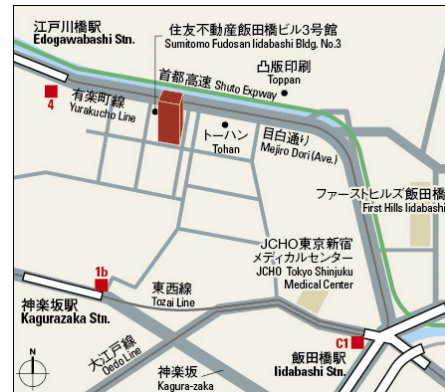 江戸川橋駅
Edogawabashi Stn.
住友不動産飯田橋ビル3号館
Sumitomo Fudosan Iidabashi Bldg. No.3
首都高速 Shuto Expway
凸版印刷
Toppan
4
有楽町線
Yurakucho Line
トーハン
Tohan
目白通り
Mejiro Dori (Ave.)
ファーストヒルズ飯田橋
First Hills Iidabashi
JCHO東京新宿
メディカルセンター
JCHO Tokyo Shinjuku
Medical Center
1b
神楽坂駅
Kagurazaka Stn.
東西線
Tozai Line
大江戸線
Oedo Line
C1
飯田橋駅
Iidabashi Stn.
神楽坂
Kagura-zaka
N